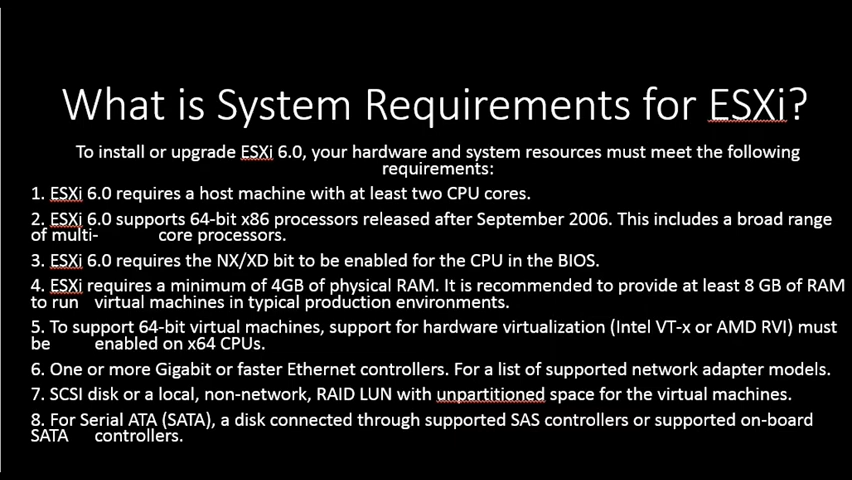 What is System Requirements for ESXi?
To install or upgrade ESXi 6.0, your hardware and system resources must meet the following
requirements:
1. ESXi 6.0 requires a host machine with at least two CPU cores.
2. ESXi 6.0 supports 64-bit x86 processors released after September 2006. This includes a broad range
of multi- core processors.
3. ESXi 6.0 requires the NX/XD bit to be enabled for the CPU in the BIOS.
4. ESXi requires a minimum of 4GB of physical RAM. It is recommended to provide at least 8 GB of RAM
to run virtual machines in typical production environments.
5. To support 64-bit virtual machines, support for hardware virtualization (Intel VT-x or AMD RVI) must
be enabled on x64 CPUs.
6. One or more Gigabit or faster Ethernet controllers. For a list of supported network adapter models.
7. SCSI disk or a local, non-network, RAID LUN with unpartitioned space for the virtual machines.
8. For Serial ATA (SATA), a disk connected through supported SAS controllers or supported on-board
SATA controllers.